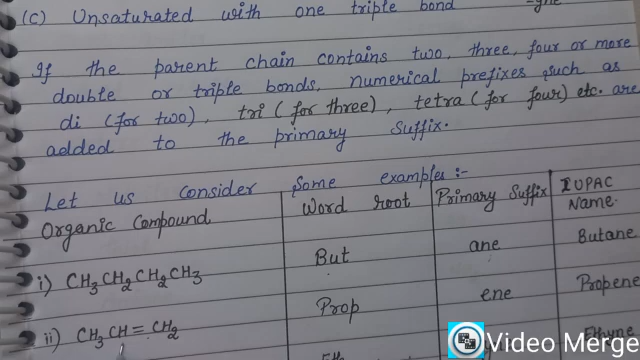 (c) Unsaturated with one triple bond -yne
If the parent chain contains two, three, four or more
double or triple bonds, numerical prefixes such as
di (for two), tri (for three), tetra (for four) etc. are
added to the primary suffix.
Let us consider some examples :-
Organic Compound Word root Primary Suffix IUPAC Name.
i) CH3CH2CH2CH3 But ane Butane
ii) CH3CH=CH2 Prop ene Propene
Ethyne
Video Merge